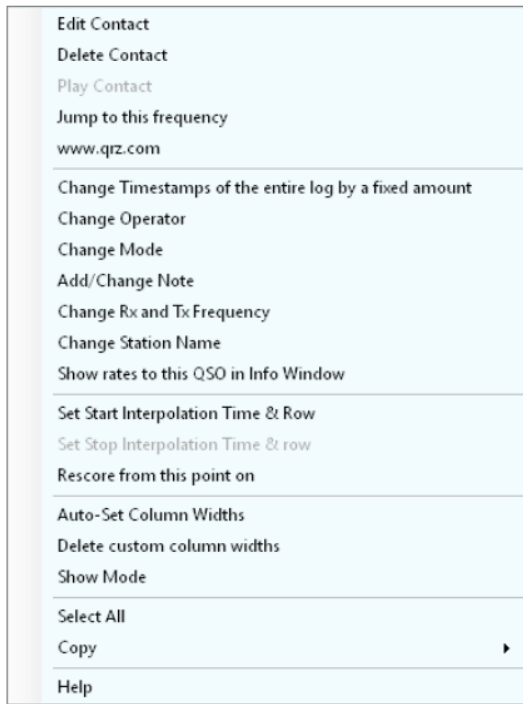 Edit Contact
Delete Contact
Play Contact
Jump to this frequency
www.qrz.com
Change Timestamps of the entire log by a fixed amount
Change Operator
Change Mode
Add/Change Note
Change Rx and Tx Frequency
Change Station Name
Show rates to this QSO in Info Window
Set Start Interpolation Time & Row
Set Stop Interpolation Time & row
Rescore from this point on
Auto-Set Column Widths
Delete custom column widths
Show Mode
Select All
Copy
Help